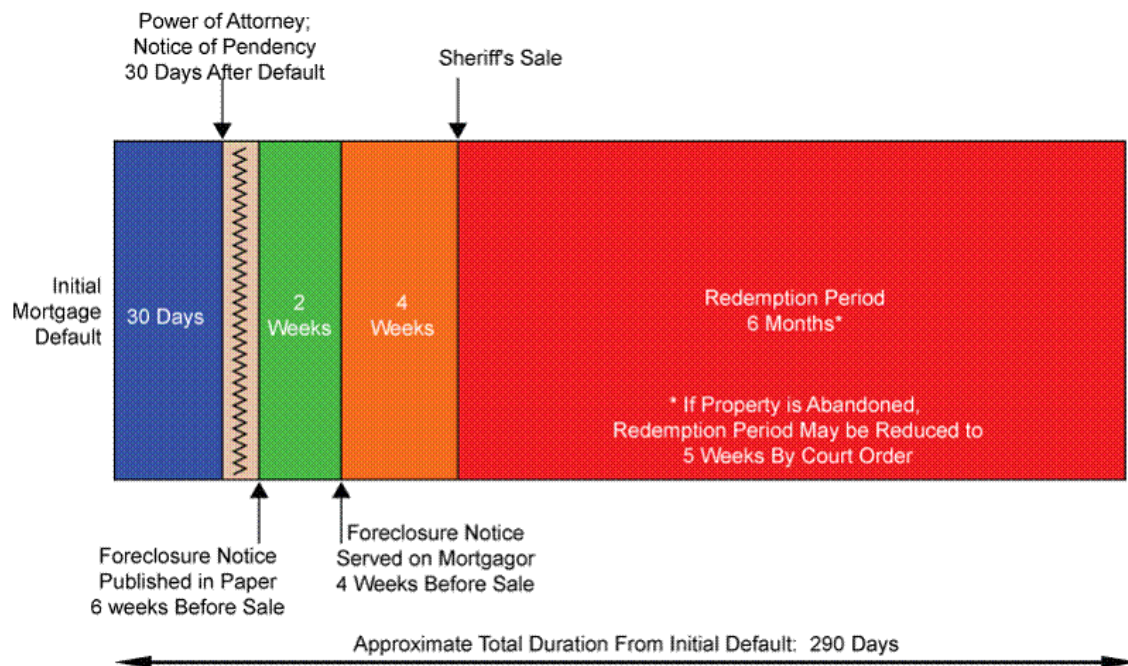 Power of Attorney;
Notice of Pendency
30 Days After Default
Sheriff's Sale
Initial
Mortgage
Default
30 Days
2
Weeks
4
Weeks
Redemption Period
6 Months*
* If Property is Abandoned,
Redemption Period May be Reduced to
5 Weeks By Court Order
Foreclosure Notice
Published in Paper
6 weeks Before Sale
Foreclosure Notice
Served on Mortgagor
4 Weeks Before Sale
Approximate Total Duration From Initial Default: 290 Days